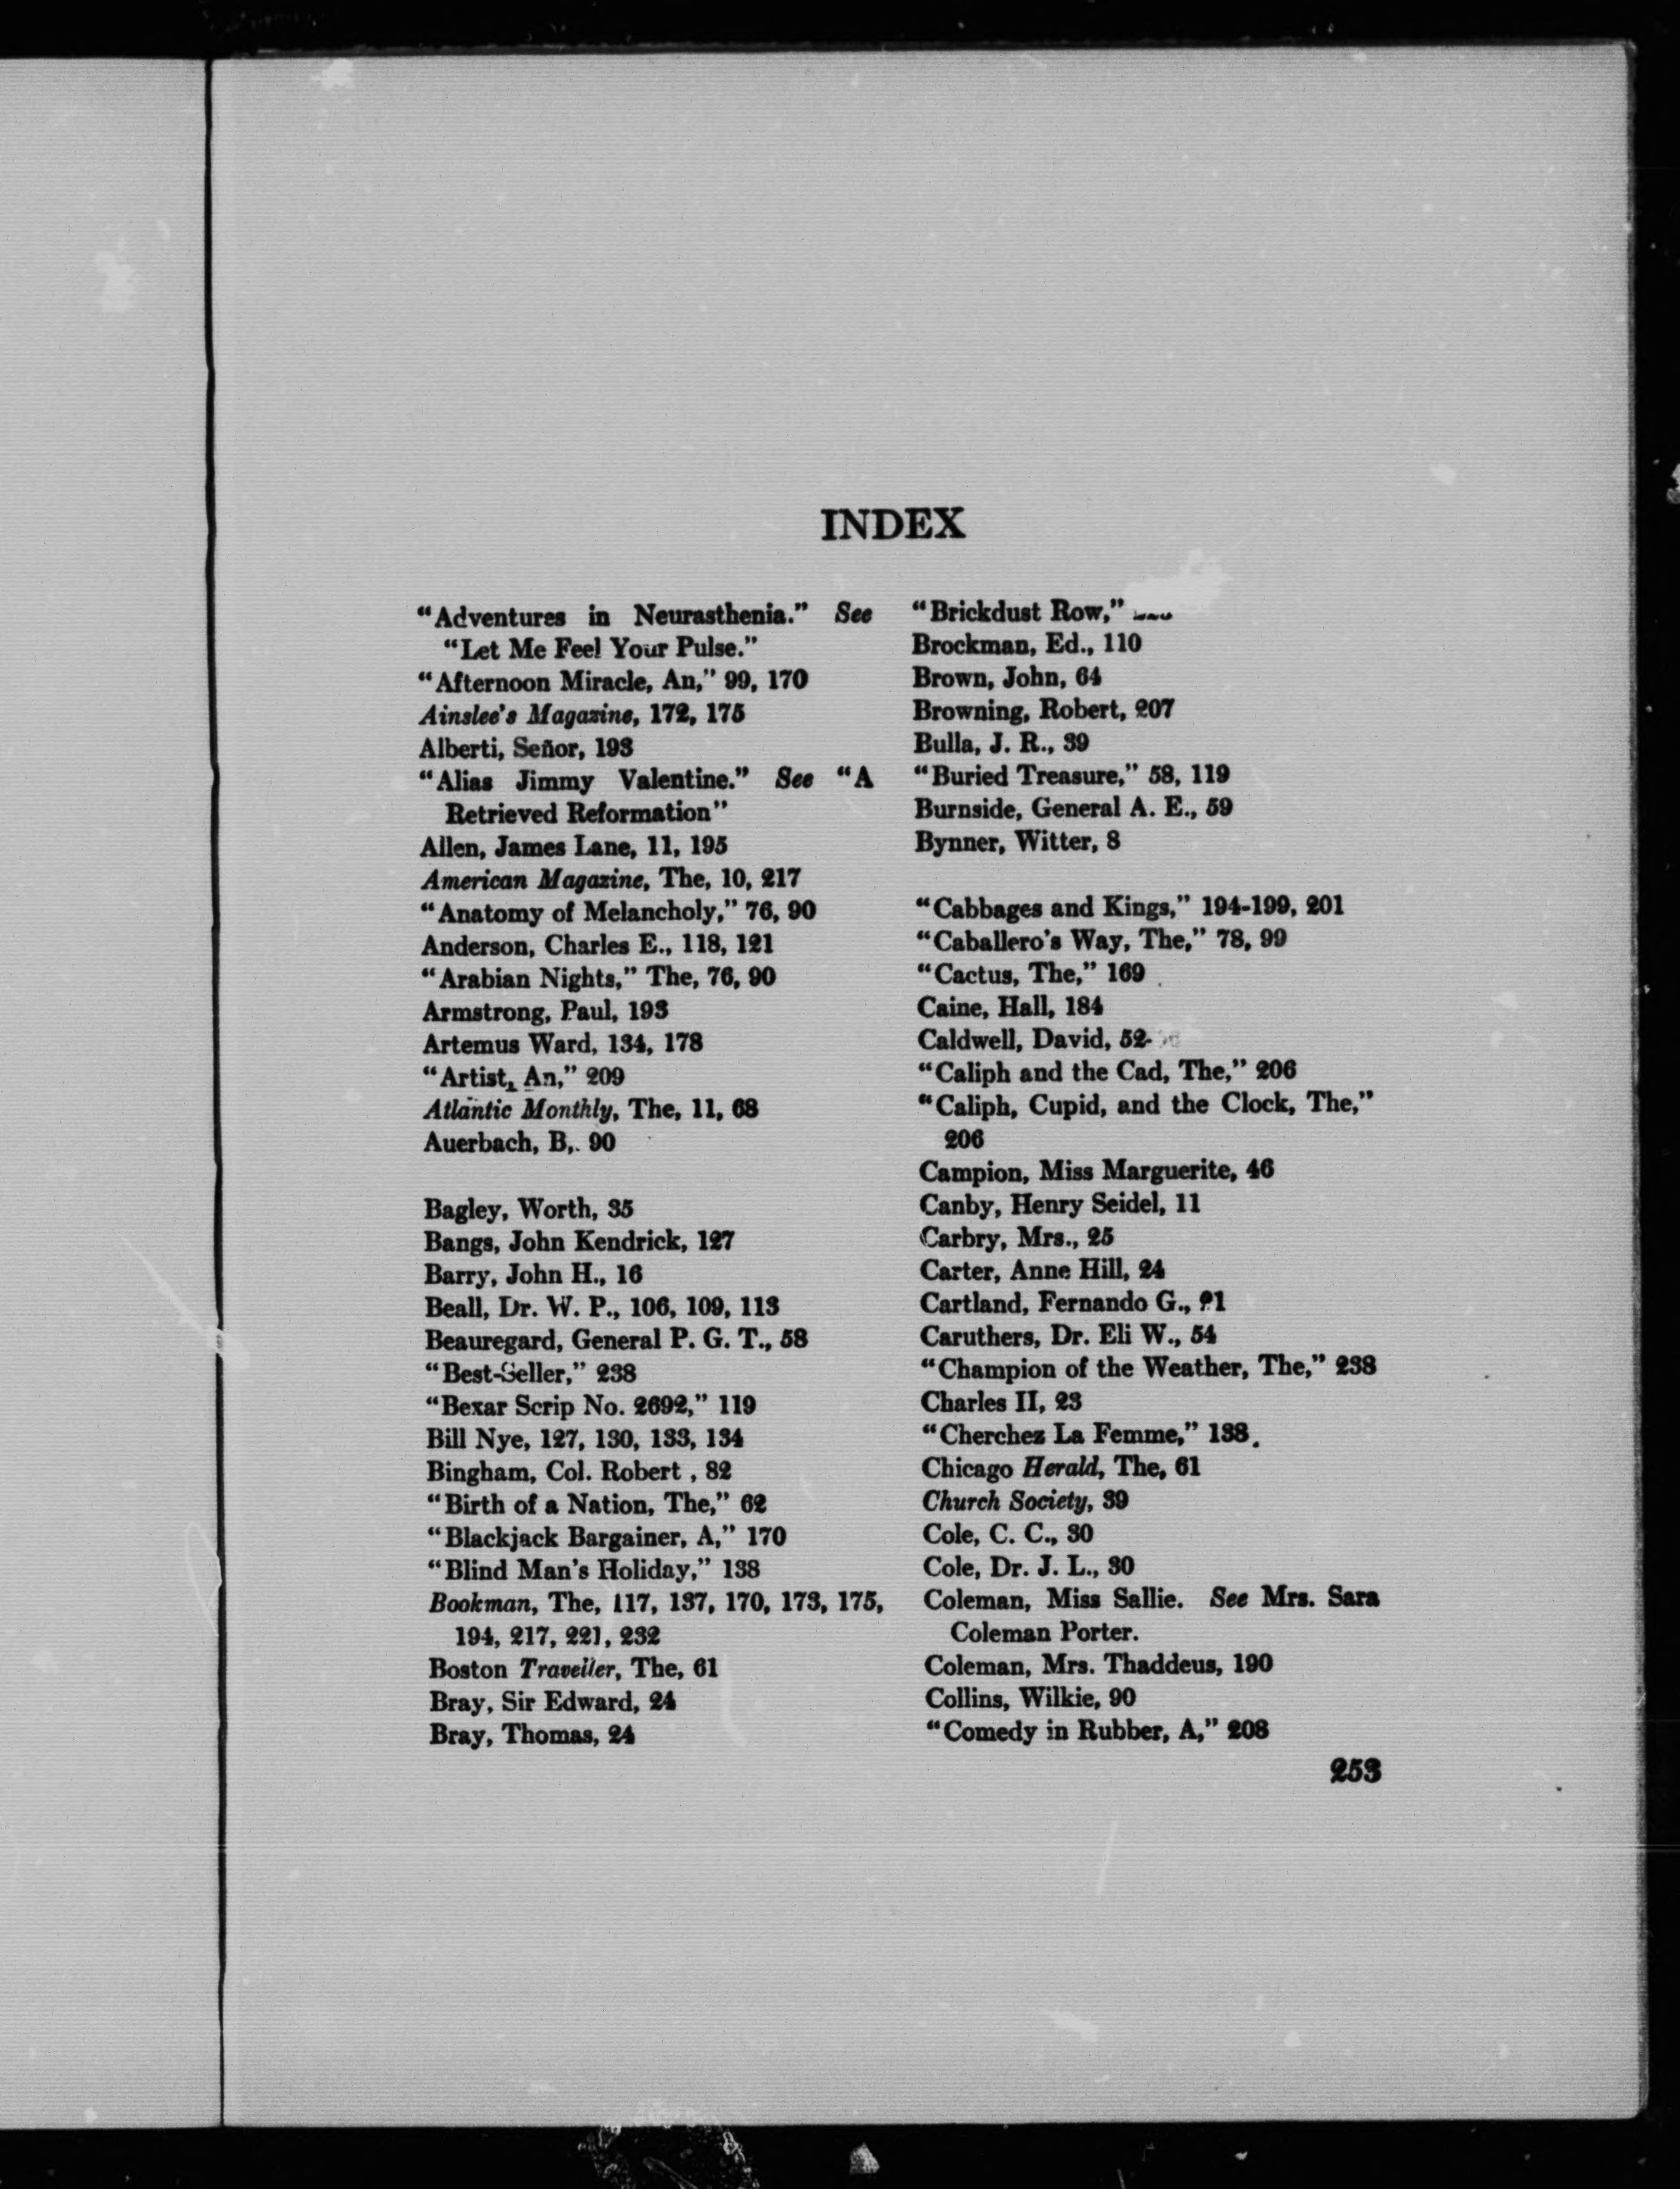 INDEX
"Adventures in Neurasthenia." See
"Let Me Feel Your Pulse."
"Afternoon Miracle, An," 99, 170
Ainslee's Magazine, 172, 175
Alberti, Señor, 193
"Alias Jimmy Valentine." See "A
Retrieved Reformation"
Allen, James Lane, 11, 195
American Magazine, The, 10, 217
"Anatomy of Melancholy," 76, 90
Anderson, Charles E., 118, 121
"Arabian Nights," The, 76, 90
Armstrong, Paul, 193
Artemus Ward, 134, 178
"Artist, An," 209
Atlantic Monthly, The, 11, 68
Auerbach, B,. 90
Bagley, Worth, 35
Bangs, John Kendrick, 127
Barry, John H., 16
Beall, Dr. W. P., 106, 109, 113
Beauregard, General P. G. T., 58
"Best-Seller," 238
"Bexar Scrip No. 2692," 119
Bill Nye, 127, 130, 133, 134
Bingham, Col. Robert , 82
"Birth of a Nation, The," 62
"Blackjack Bargainer, A," 170
"Blind Man's Holiday," 138
Bookman, The, 117, 137, 170, 173, 175,
194, 217, 221, 232
Boston Traveller, The, 61
Bray, Sir Edward, 24
Bray, Thomas, 24
"Brickdust Row,"
Brockman, Ed., 110
Brown, John, 64
Browning, Robert, 207
Bulla, J. R., 39
"Buried Treasure," 58, 119
Burnside, General A. E., 59
Bynner, Witter, 8
"Cabbages and Kings," 194-199, 201
"Caballero's Way, The," 78, 99
"Cactus, The," 169
Caine, Hall, 184
Caldwell, David, 52-
"Caliph and the Cad, The," 206
"Caliph, Cupid, and the Clock, The,"
206
Campion, Miss Marguerite, 46
Canby, Henry Seidel, 11
Carbry, Mrs., 25
Carter, Anne Hill, 24
Cartland, Fernando G.,
Caruthers, Dr. Eli W., 54
"Champion of the Weather, The," 238
Charles II, 23
"Cherchez La Femme," 138.
Chicago Herald, The, 61
Church Society, 39
Cole, C. C., 30
Cole, Dr. J. L., 30
Coleman, Miss Sallie. See Mrs. Sara
Coleman Porter.
Coleman, Mrs. Thaddeus, 190
Collins, Wilkie, 90
"Comedy in Rubber, A," 208
253